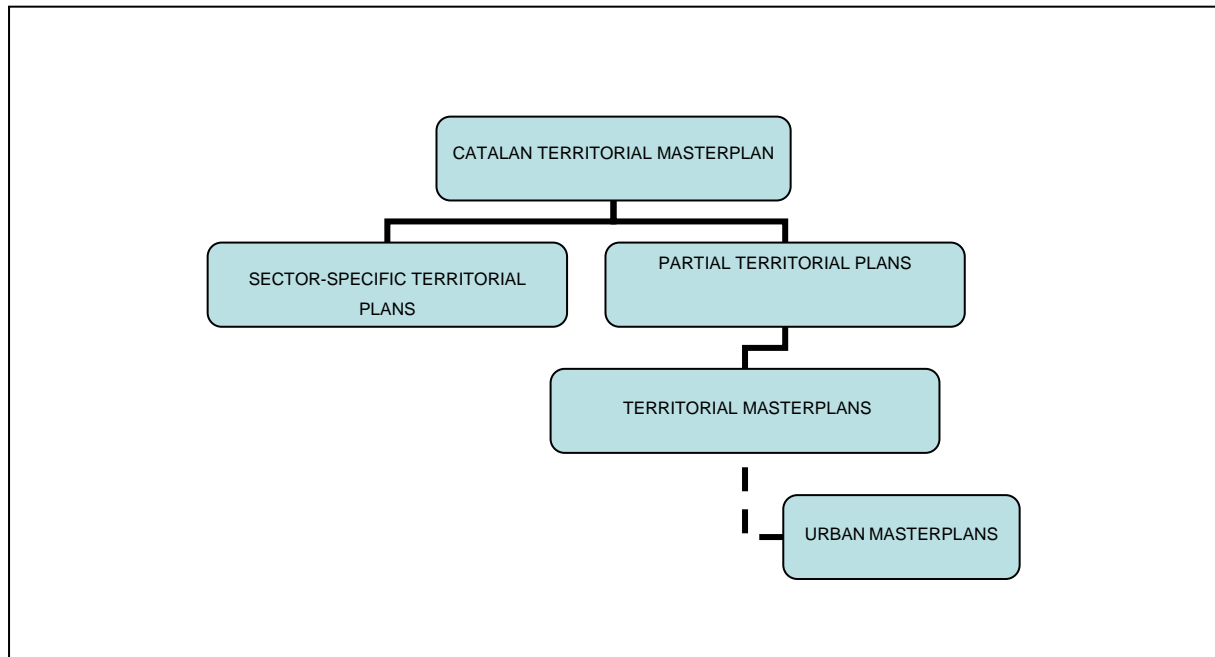 CATALAN TERRITORIAL MASTERPLAN
SECTOR-SPECIFIC TERRITORIAL
PLANS
PARTIAL TERRITORIAL PLANS
TERRITORIAL MASTERPLANS
URBAN MASTERPLANS